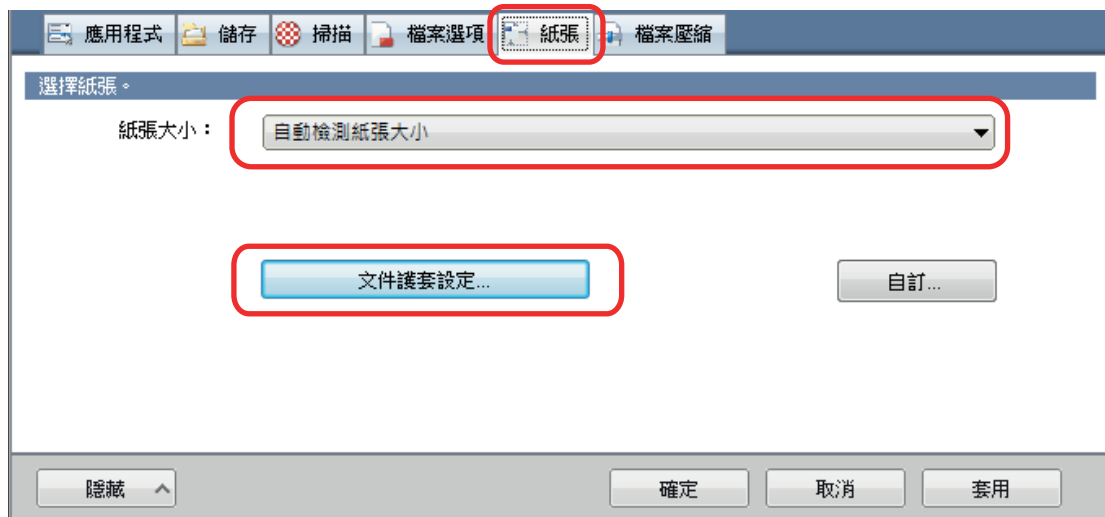 應用程式 儲存 掃描 檔案選項 紙張 檔案壓縮
選擇紙張。
紙張大小： 自動檢測紙張大小
文件護套設定... 自訂...
隱藏 確定 取消 套用